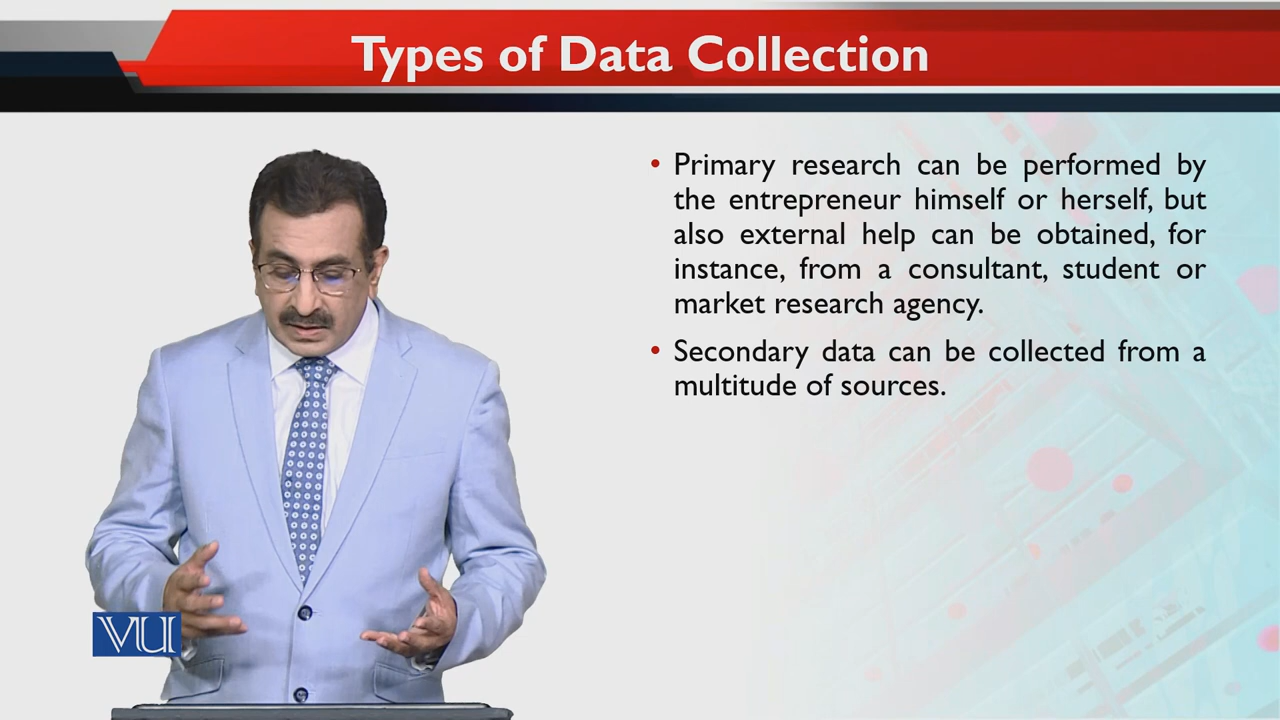 Types of Data Collection
• Primary research can be performed by
the entrepreneur himself or herself, but
also external help can be obtained, for
instance, from a consultant, student or
market research agency.
• Secondary data can be collected from a
multitude of sources.
VU